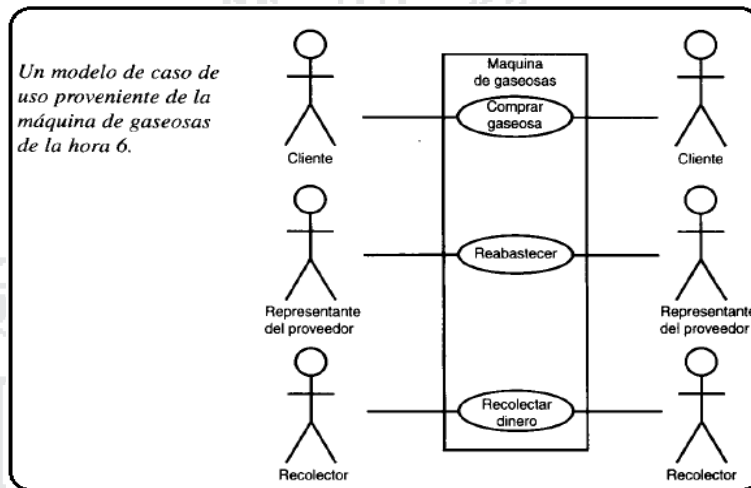 Un modelo de caso de
uso proveniente de la
máquina de gaseosas
de la hora 6.
Maquina
de gaseosas
Comprar
gaseosa
Cliente
Cliente
Reabastecer
Representante
del proveedor
Representante
del proveedor
Recolectar
dinero
Recolector
Recolector